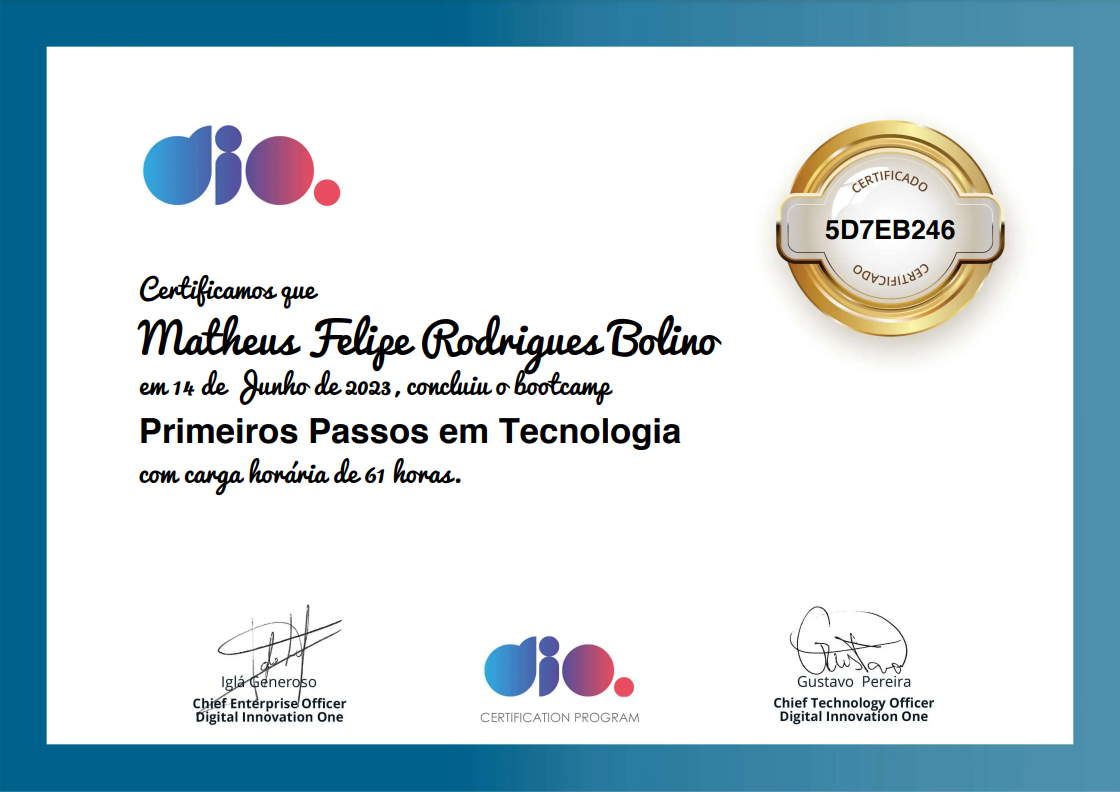 dio.
CERTIFICADO
5D7EB246
CERTIFICADO
Certificamos que
Matheus Felipe Rodrigues Bolino
em 14 de Junho de 2023, concluiu o bootcamp
Primeiros Passos em Tecnologia
com carga horária de 61 horas.
Iglá Generoso
Chief Enterprise Officer
Digital Innovation One
dio.
CERTIFICATION PROGRAM
Gustavo
Gustavo Pereira
Chief Technology Officer
Digital Innovation One